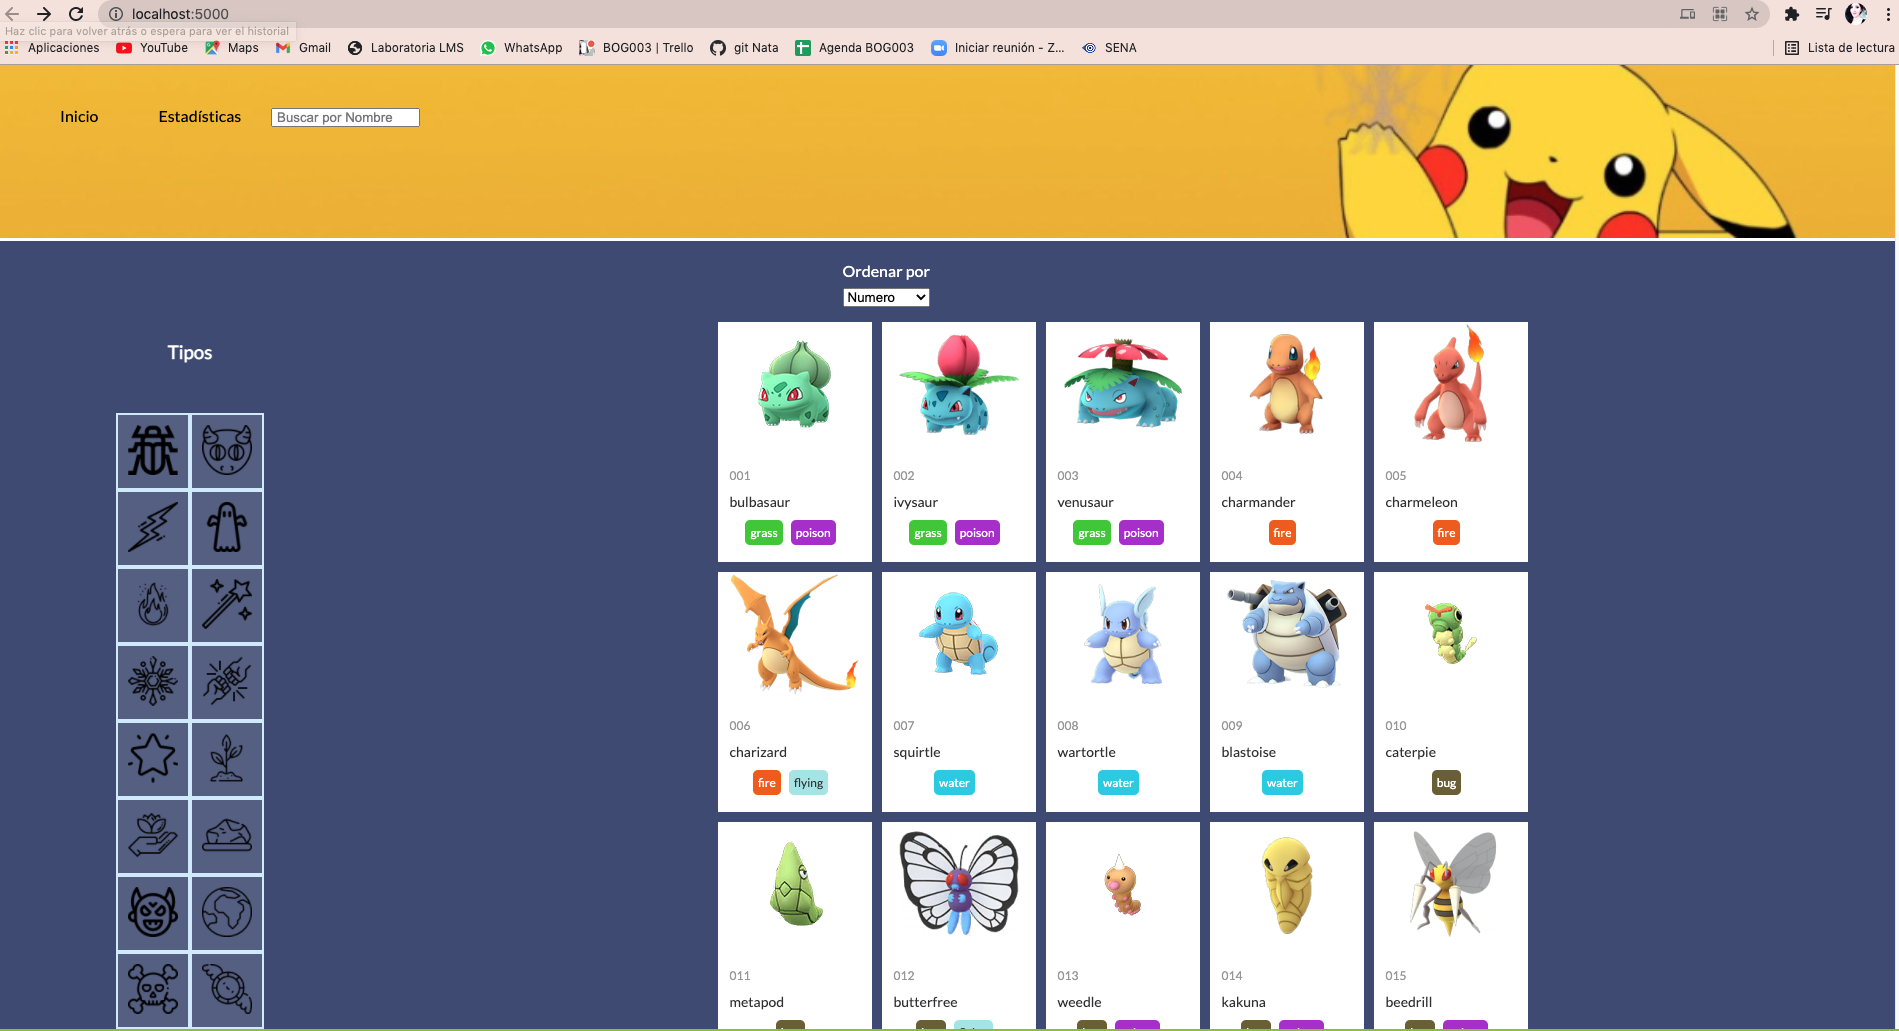 localhost:5000
Haz clic para volver atrás o espera para ver el historial
Aplicaciones YouTube Maps Gmail Laboratoria LMS WhatsApp BOG003 | Trello git Nata Agenda BOG003 Iniciar reunión - Z... SENA Lista de lectura
Inicio Estadísticas Buscar por Nombre
Ordenar por
Numero
Tipos
001 002 003 004 005
bulbasaur ivysaur venusaur charmander charmeleon
grass poison grass poison grass poison fire fire
006 007 008 009 010
charizard squirtle wartortle blastoise caterpie
fire flying water water water bug
011 012 013 014 015
metapod butterfree weedle kakuna beedrill